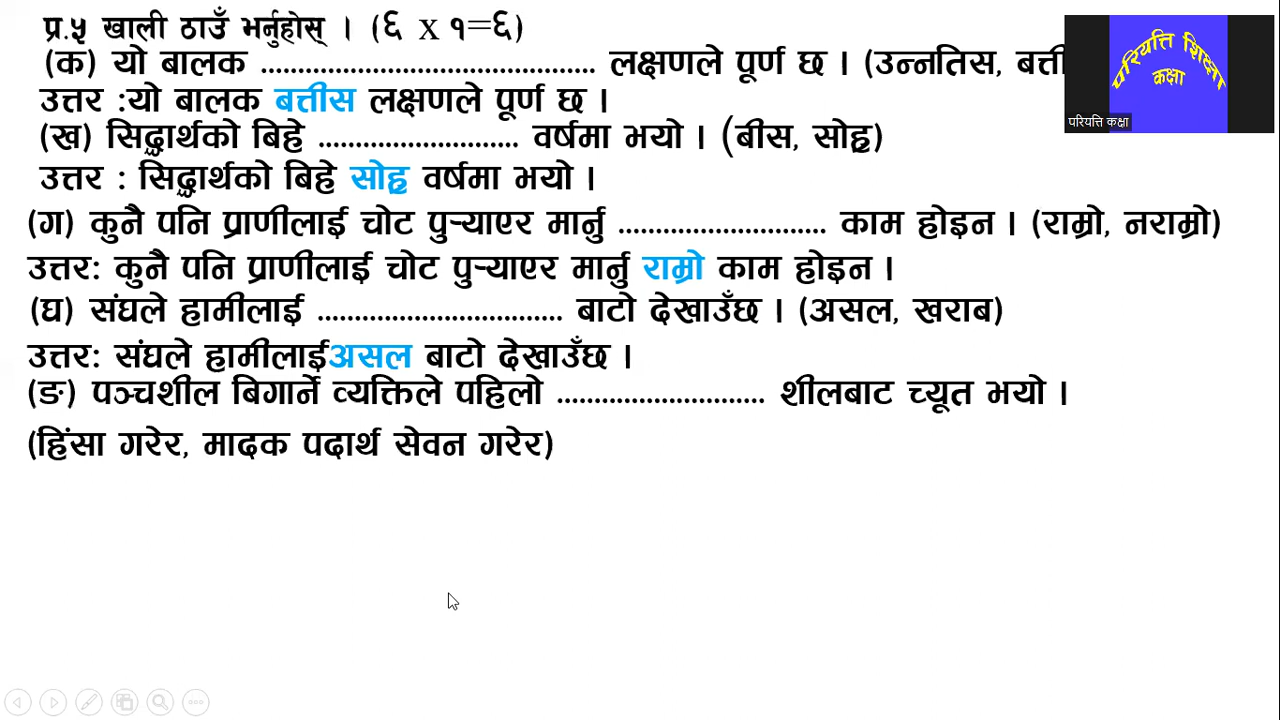 प्र.५ खाली ठाउँ भर्नुहोस् । (६ x १=६)
(क) यो बालक ............................................. लक्षणले पूर्ण छ । (उन्नतिस,
उत्तर :यो बालक बत्तीस लक्षणले पूर्ण छ ।
(ख) सिद्धार्थको बिहे ........................... वर्षमा भयो । (बीस, सोह्र)
उत्तर : सिद्धार्थको बिहे सोह्र वर्षमा भयो ।
(ग) कुनै पनि प्राणीलाई चोट पुऱ्याएर मार्नु ............................ काम होइन । (राम्रो, नराम्रो)
उत्तर: कुनै पनि प्राणीलाई चोट पुऱ्याएर मार्नु राम्रो काम होइन ।
(घ) संघले हामीलाई ................................. बाटो देखाउँछ । (असल, खराब)
उत्तर: संघले हामीलाईअसल बाटो देखाउँछ ।
(ङ) पञ्चशील बिगार्ने व्यक्तिले पहिलो ............................ शीलबाट च्यूत भयो ।
(हिंसा गरेर, मादक पदार्थ सेवन गरेर)
परियत्ति शिक्षा
कक्षा
परियत्ति कक्षा